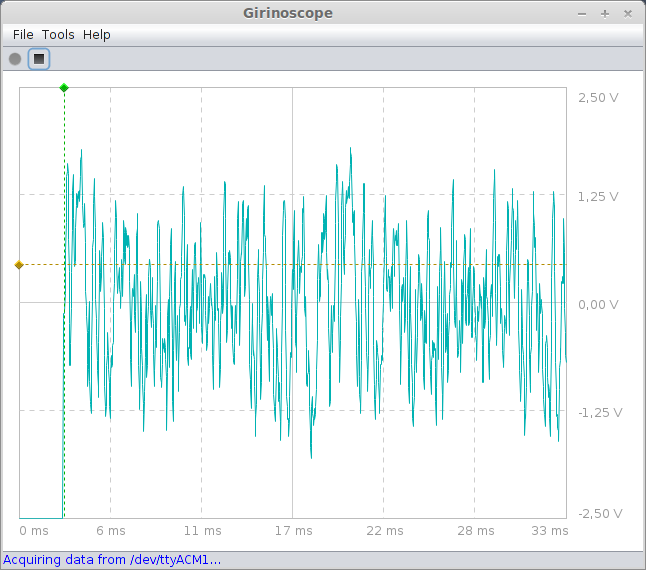 Girinoscope
File Tools Help
2,50 V
1,25 V
0,00 V
-1,25 V
-2,50 V
0 ms 6 ms 11 ms 17 ms 22 ms 28 ms 33 ms
Acquiring data from /dev/ttyACM1...